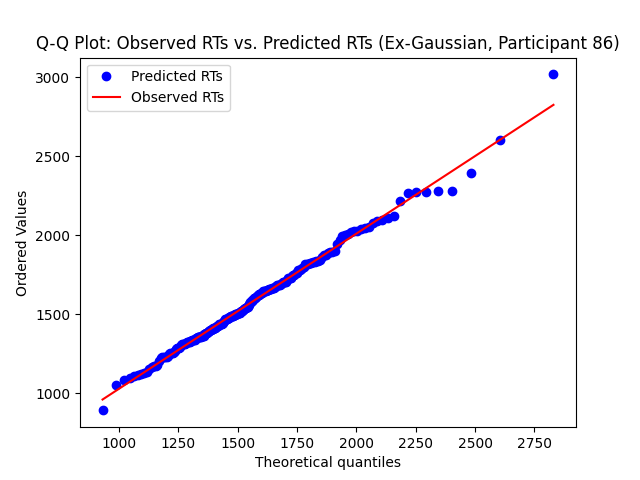 Q-Q Plot: Observed RTs vs. Predicted RTs (Ex-Gaussian, Participant 86)
Predicted RTs
Observed RTs
Ordered Values
3000
2500
2000
1500
1000
1000 1250 1500 1750 2000 2250 2500 2750
Theoretical quantiles